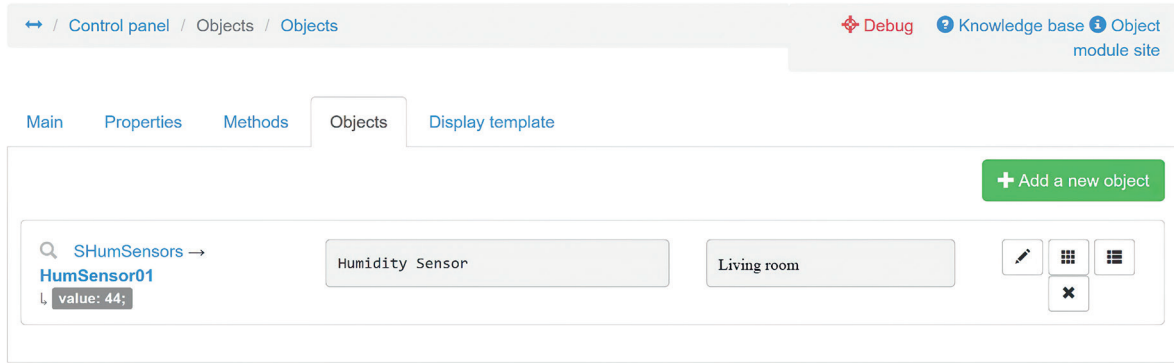 ↔ / Control panel / Objects / Objects
Debug Knowledge base Object
module site
Main Properties Methods Objects Display template
Add a new object
SHumSensors →
HumSensor01
↳ value: 44;
Humidity Sensor
Living room